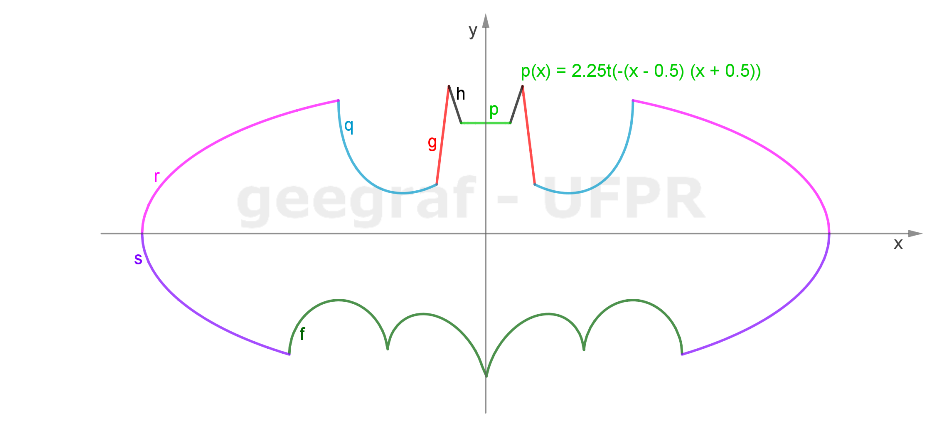 y
p(x) = 2.25t(-(x - 0.5) (x + 0.5))
h
q
p
g
r
geegraf - UFPR
x
s
f